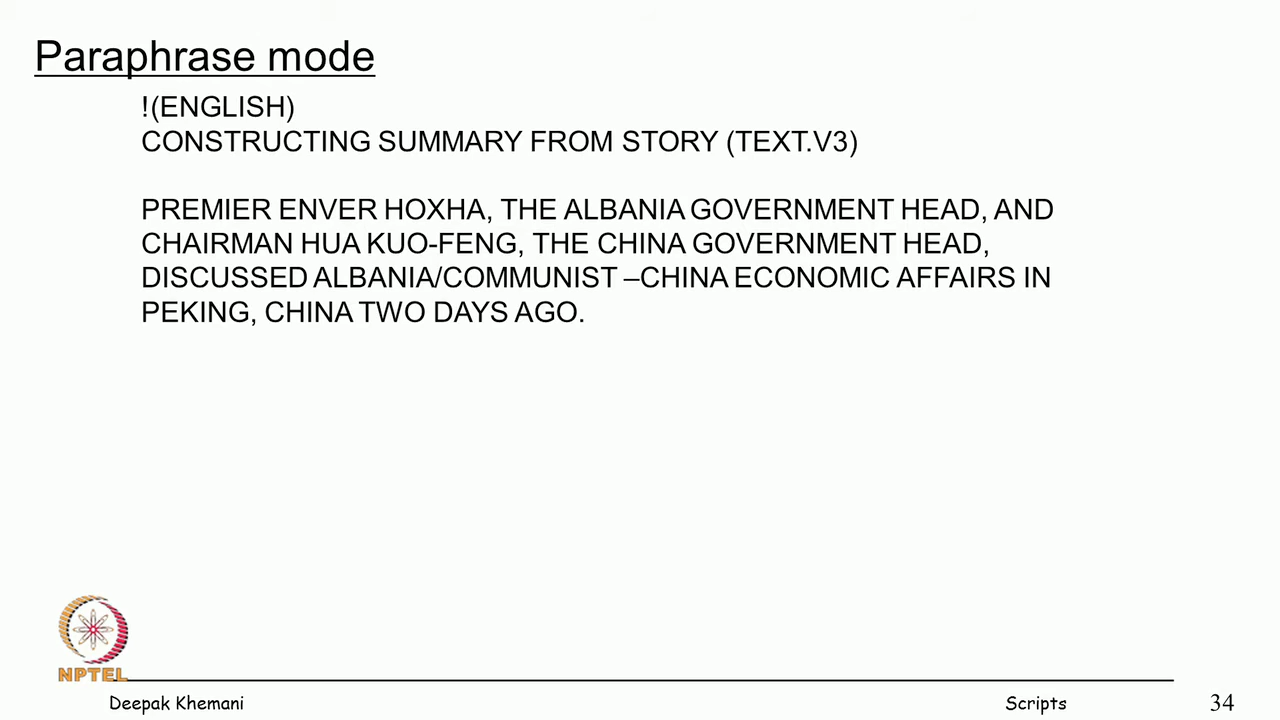 Paraphrase mode
!(ENGLISH)
CONSTRUCTING SUMMARY FROM STORY (TEXT.V3)
PREMIER ENVER HOXHA, THE ALBANIA GOVERNMENT HEAD, AND
CHAIRMAN HUA KUO-FENG, THE CHINA GOVERNMENT HEAD,
DISCUSSED ALBANIA/COMMUNIST –CHINA ECONOMIC AFFAIRS IN
PEKING, CHINA TWO DAYS AGO.
NPTEL
Deepak Khemani
Scripts
34